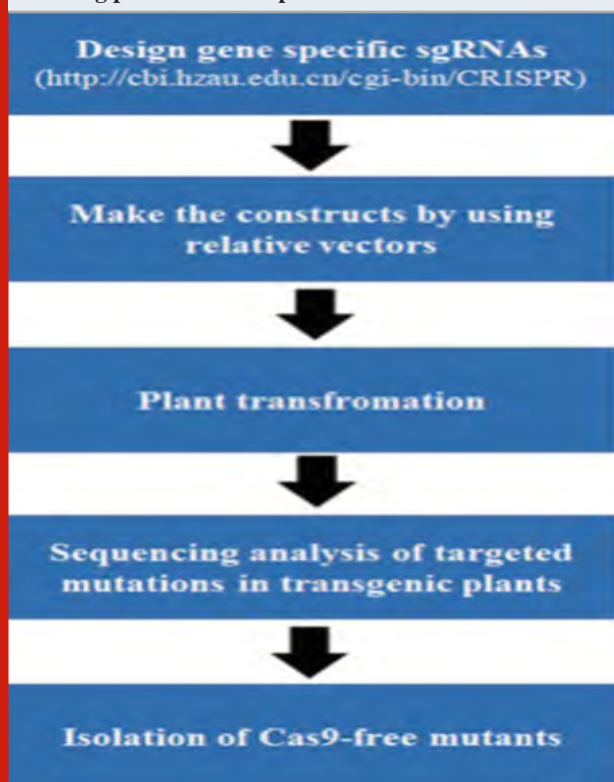 Design gene specific sgRNAs
(http://cbi.hzau.edu.cn/cgi-bin/CRISPR)
Make the constructs by using
relative vectors
Plant transfromation
Sequencing analysis of targeted
mutations in transgenic plants
Isolation of Cas9-free mutants